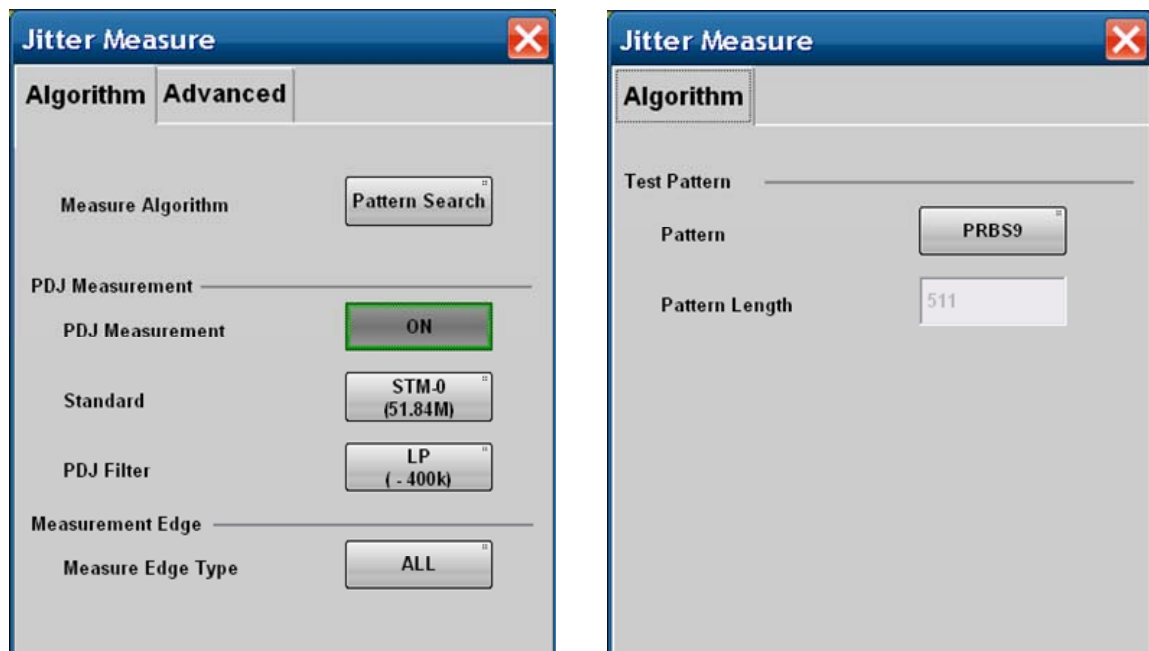 Jitter Measure
Algorithm Advanced
Measure Algorithm Pattern Search
PDJ Measurement
PDJ Measurement ON
Standard STM-0
(51.84M)
PDJ Filter LP
( - 400k)
Measurement Edge
Measure Edge Type ALL
Jitter Measure
Algorithm
Test Pattern
Pattern PRBS9
Pattern Length 511